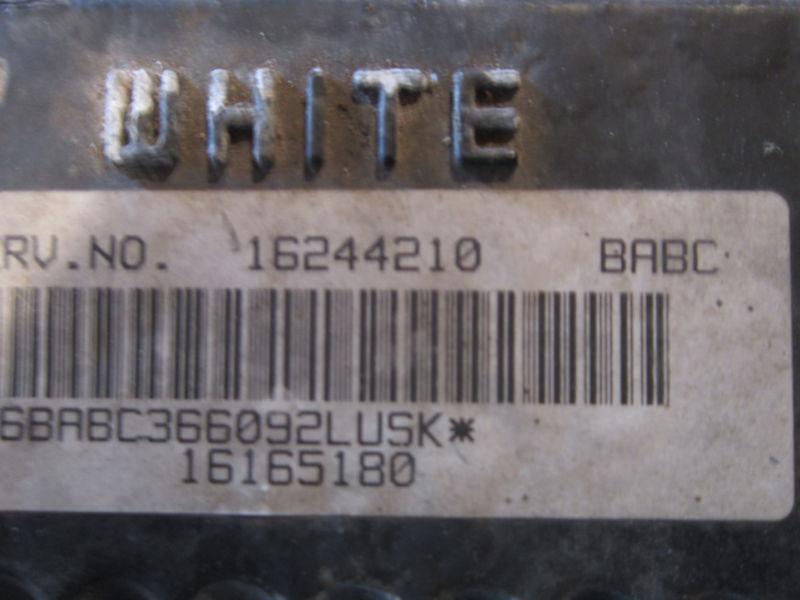 WHITE
RV.NO. 16244210 BABC
6BABC366092LUSK*
16165180